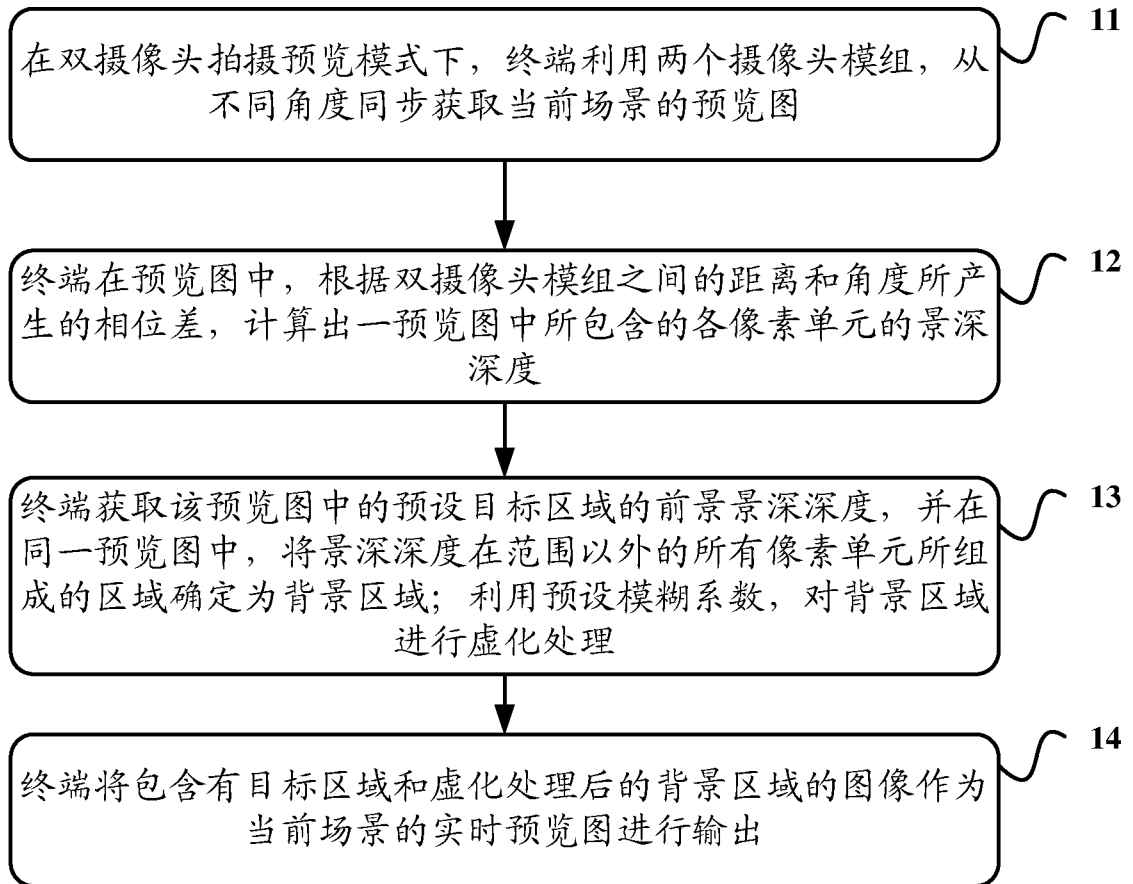 11
在双摄像头拍摄预览模式下，终端利用两个摄像头模组，从
不同角度同步获取当前场景的预览图
12
终端在预览图中，根据双摄像头模组之间的距离和角度所产
生的相位差，计算出一预览图中所包含的各像素单元的景深
深度
13
终端获取该预览图中的预设目标区域的前景景深深度，并在
同一预览图中，将景深深度在范围以外的所有像素单元所组
成的区域确定为背景区域；利用预设模糊系数，对背景区域
进行虚化处理
14
终端将包含有目标区域和虚化处理后的背景区域的图像作为
当前场景的实时预览图进行输出